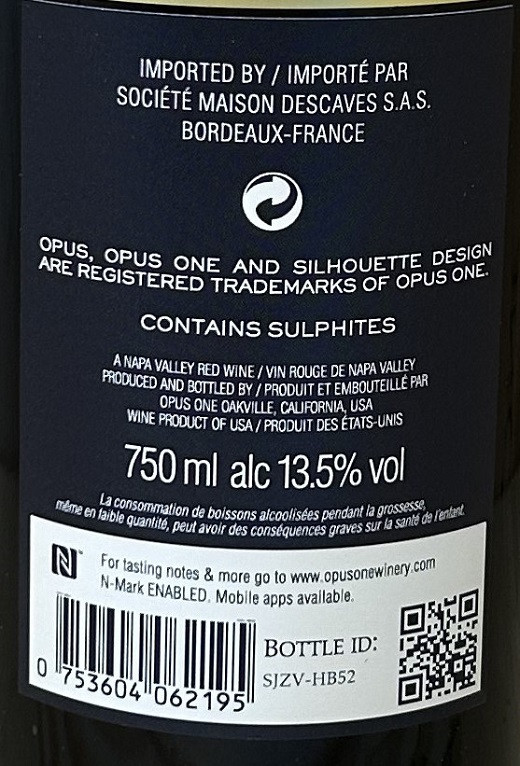 IMPORTED BY / IMPORTÉ PAR
SOCIÉTÉ MAISON DESCAVES S.A.S.
BORDEAUX-FRANCE
OPUS, OPUS ONE AND SILHOUETTE DESIGN
ARE REGISTERED TRADEMARKS OF OPUS ONE.
CONTAINS SULPHITES
A NAPA VALLEY RED WINE / VIN ROUGE DE NAPA VALLEY
PRODUCED AND BOTTLED BY / PRODUIT ET EMBOUTEILLÉ PAR
OPUS ONE OAKVILLE, CALIFORNIA, USA
WINE PRODUCT OF USA / PRODUIT DES ÉTATS-UNIS
750 ml alc 13.5% vol
La consommation de boissons alcoolisées pendant la grossesse,
même en faible quantité, peut avoir des conséquences graves sur la santé de l'enfant.
N™
For tasting notes & more go to www.opusonewinery.com
N-Mark ENABLED. Mobile apps available.
BOTTLE ID:
SJZV-HB52
0 753604 062195